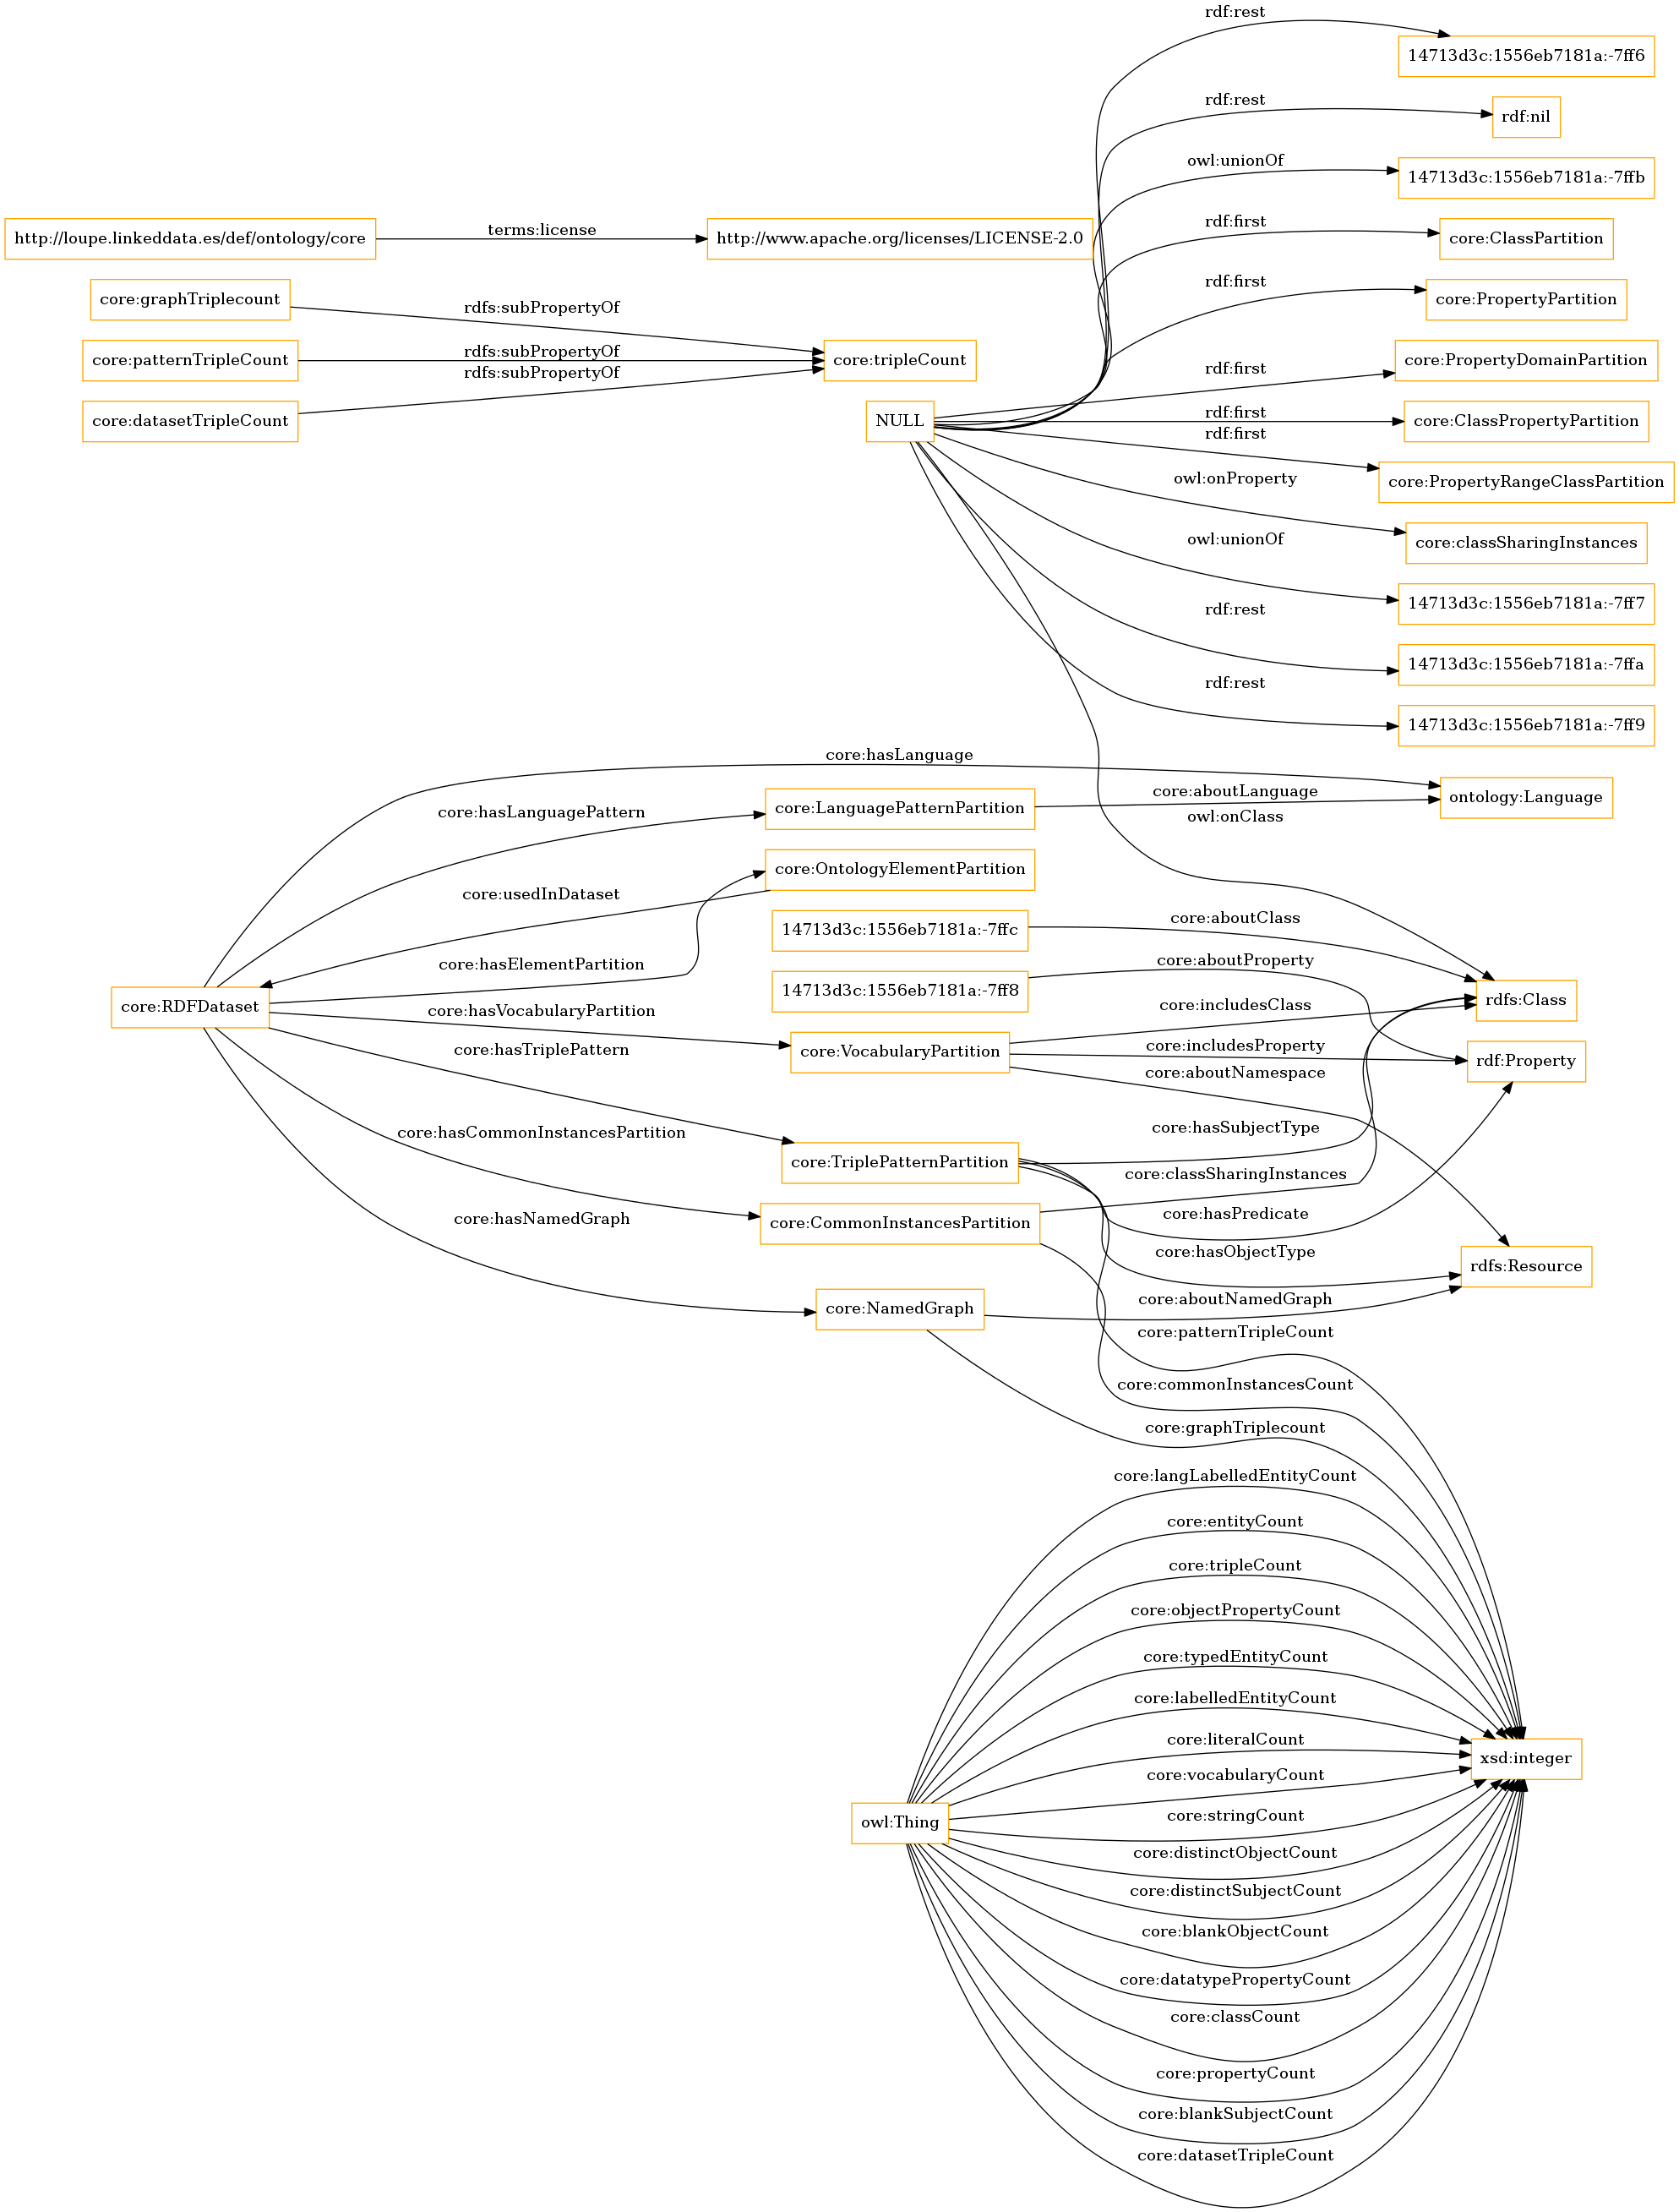 rdf:rest
14713d3c:1556eb7181a:-7ff6
rdf:rest
rdf:nil
owl:unionOf
14713d3c:1556eb7181a:-7ffb
http://loupe.linkeddata.es/def/ontology/core
terms:license
http://www.apache.org/licenses/LICENSE-2.0
rdf:first
core:ClassPartition
core:graphTriplecount
rdfs:subPropertyOf
rdf:first
core:PropertyPartition
core:patternTripleCount
rdfs:subPropertyOf
core:tripleCount
rdf:first
core:PropertyDomainPartition
core:datasetTripleCount
rdfs:subPropertyOf
NULL
rdf:first
core:ClassPropertyPartition
rdf:first
core:PropertyRangeClassPartition
owl:onProperty
core:classSharingInstances
owl:unionOf
14713d3c:1556eb7181a:-7ff7
rdf:rest
14713d3c:1556eb7181a:-7ffa
rdf:rest
14713d3c:1556eb7181a:-7ff9
core:hasLanguage
ontology:Language
core:hasLanguagePattern
core:LanguagePatternPartition
core:aboutLanguage
owl:onClass
core:OntologyElementPartition
core:usedInDataset
14713d3c:1556eb7181a:-7ffc
core:aboutClass
core:hasElementPartition
14713d3c:1556eb7181a:-7ff8
core:aboutProperty
rdfs:Class
core:RDFDataset
core:hasVocabularyPartition
core:VocabularyPartition
core:includesClass
core:includesProperty
rdf:Property
core:hasTriplePattern
core:aboutNamespace
core:hasCommonInstancesPartition
core:TriplePatternPartition
core:hasSubjectType
core:classSharingInstances
core:CommonInstancesPartition
core:hasPredicate
core:hasNamedGraph
core:hasObjectType
rdfs:Resource
core:NamedGraph
core:aboutNamedGraph
core:patternTripleCount
core:commonInstancesCount
core:graphTriplecount
core:langLabelledEntityCount
core:entityCount
core:tripleCount
core:objectPropertyCount
core:typedEntityCount
core:labelledEntityCount
core:literalCount
xsd:integer
core:vocabularyCount
owl:Thing
core:stringCount
core:distinctObjectCount
core:distinctSubjectCount
core:blankObjectCount
core:datatypePropertyCount
core:classCount
core:propertyCount
core:blankSubjectCount
core:datasetTripleCount